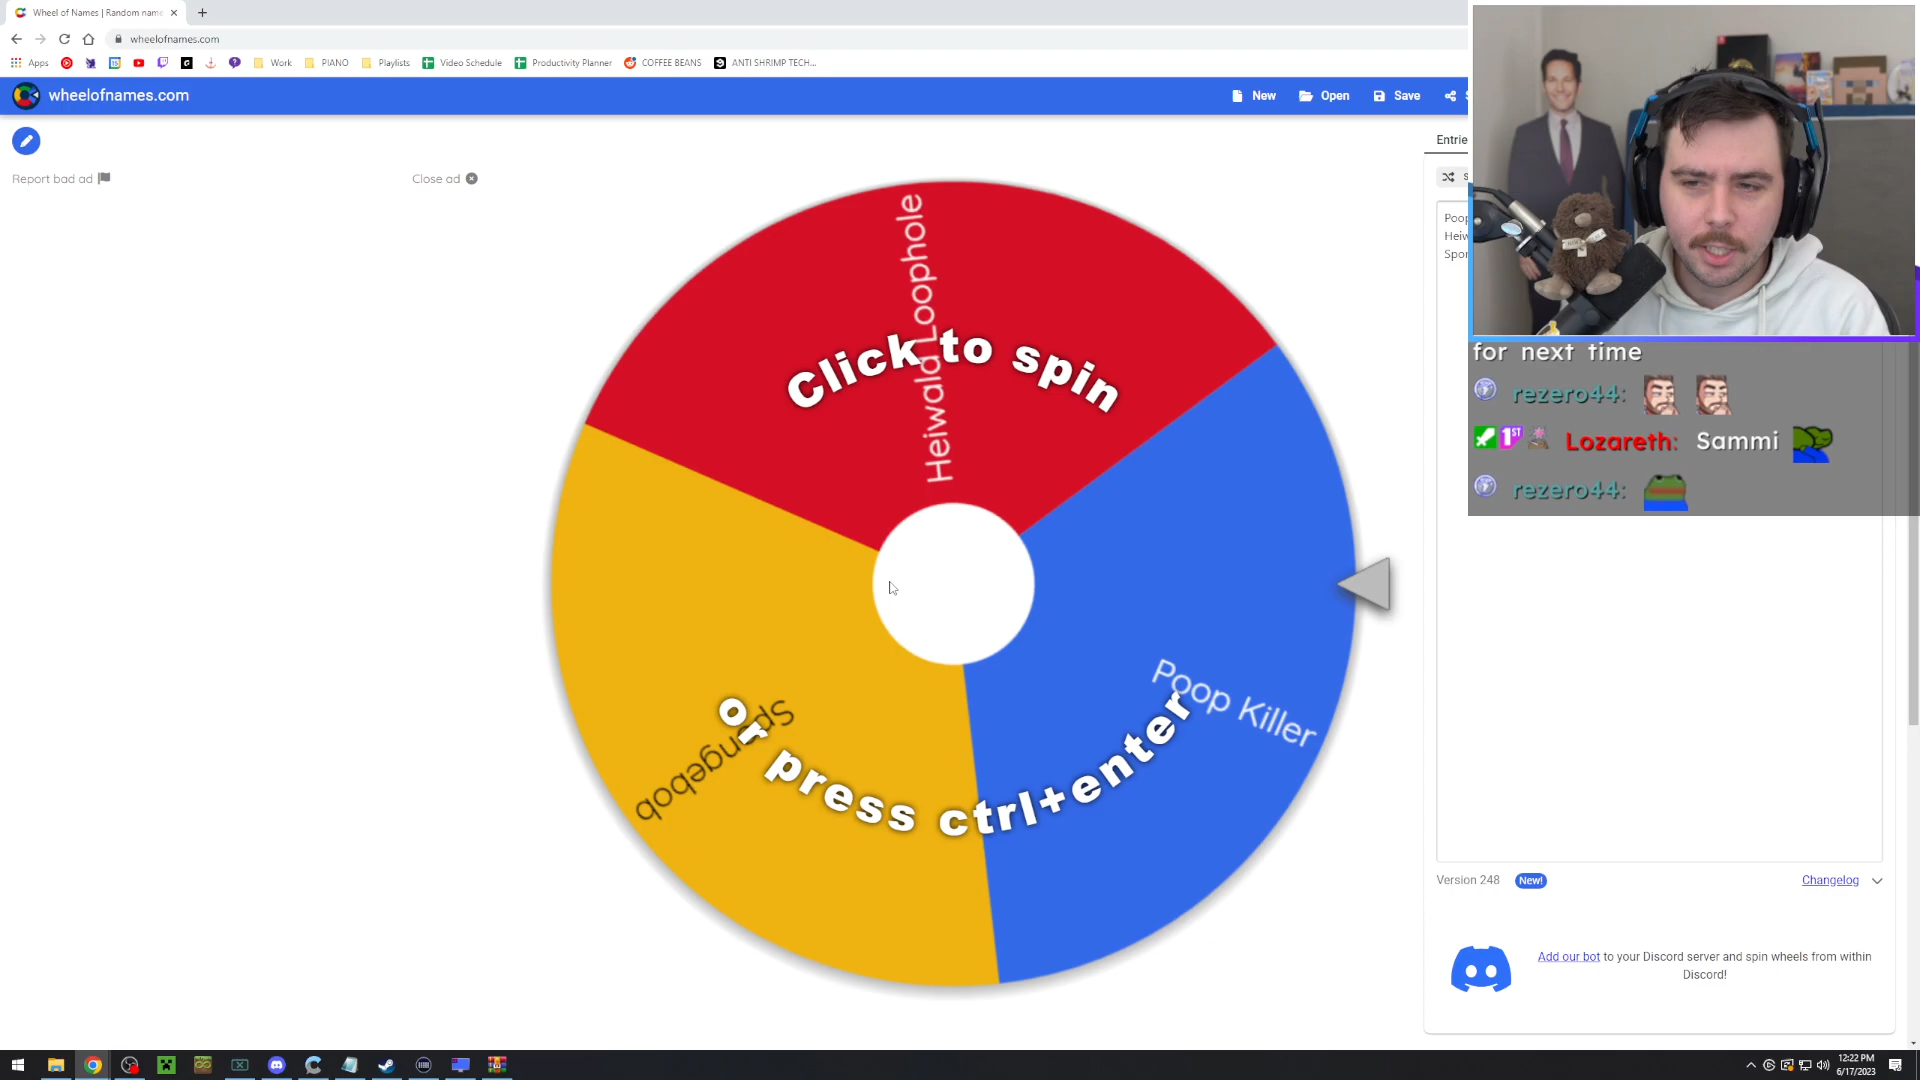 Wheel of Names | Random name
wheelofnames.com
Apps
Work
PIANO
Playlists
Video Schedule
Productivity Planner
COFFEE BEANS
ANTI SHRIMP TECH...
wheelofnames.com
New
Open
Save
Report bad ad
Close ad
Entrie
Poop
Heiw
Spon
Click to spin
or press ctrl+enter
Heiwald Loophole
Poop Killer
Spongebob
for next time
rezero44:
1ST Lozareth: Sammi
rezero44:
Version 248 New! Changelog
Add our bot to your Discord server and spin wheels from within
Discord!
12:22 PM
6/17/2023